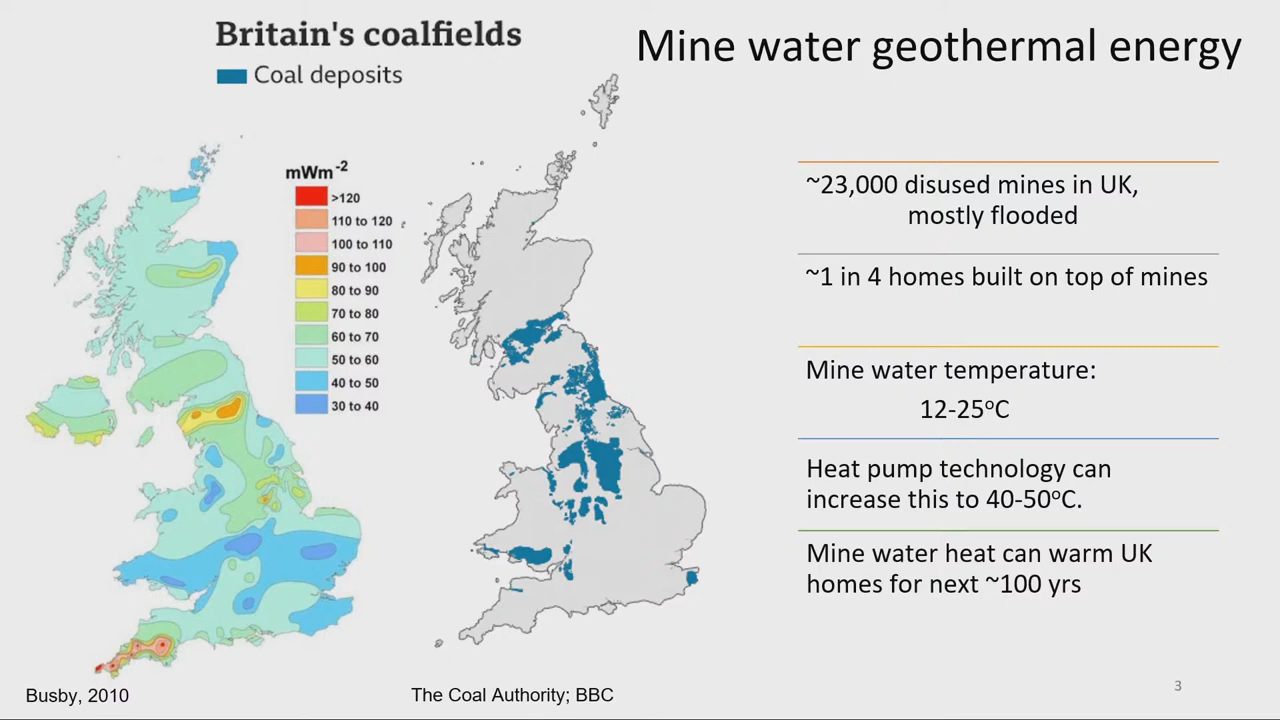 Britain's coalfields
Coal deposits
Mine water geothermal energy
mWm-2
>120
110 to 120
100 to 110
90 to 100
80 to 90
70 to 80
60 to 70
50 to 60
40 to 50
30 to 40
~23,000 disused mines in UK,
mostly flooded
~1 in 4 homes built on top of mines
Mine water temperature:
12-25oC
Heat pump technology can
increase this to 40-50oC.
Mine water heat can warm UK
homes for next ~100 yrs
Busby, 2010
The Coal Authority; BBC
3